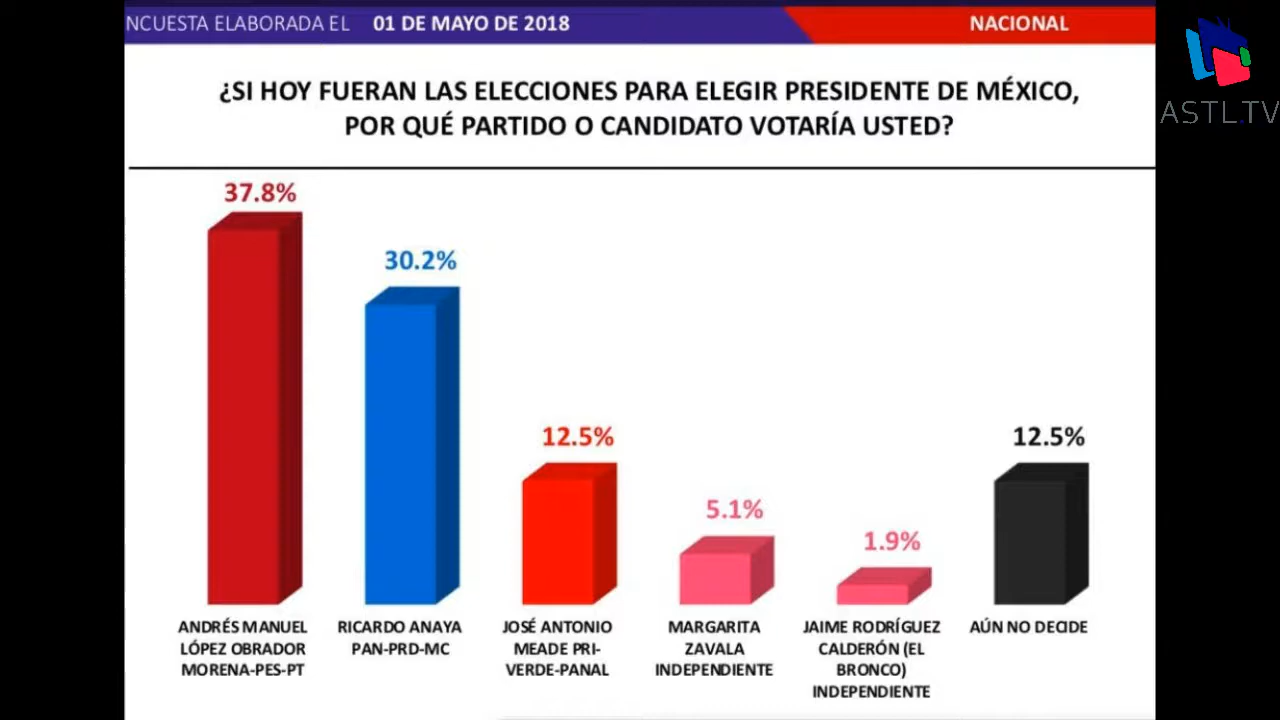 NCUESTA ELABORADA EL 01 DE MAYO DE 2018
NACIONAL
ASTL.TV
¿SI HOY FUERAN LAS ELECCIONES PARA ELEGIR PRESIDENTE DE MÉXICO,
POR QUÉ PARTIDO O CANDIDATO VOTARÍA USTED?
37.8%
30.2%
12.5%
5.1%
1.9%
12.5%
ANDRÉS MANUEL
LÓPEZ OBRADOR
MORENA-PES-PT
RICARDO ANAYA
PAN-PRD-MC
JOSÉ ANTONIO
MEADE PRI-
VERDE-PANAL
MARGARITA
ZAVALA
INDEPENDIENTE
JAIME RODRÍGUEZ
CALDERÓN (EL
BRONCO)
INDEPENDIENTE
AÚN NO DECIDE